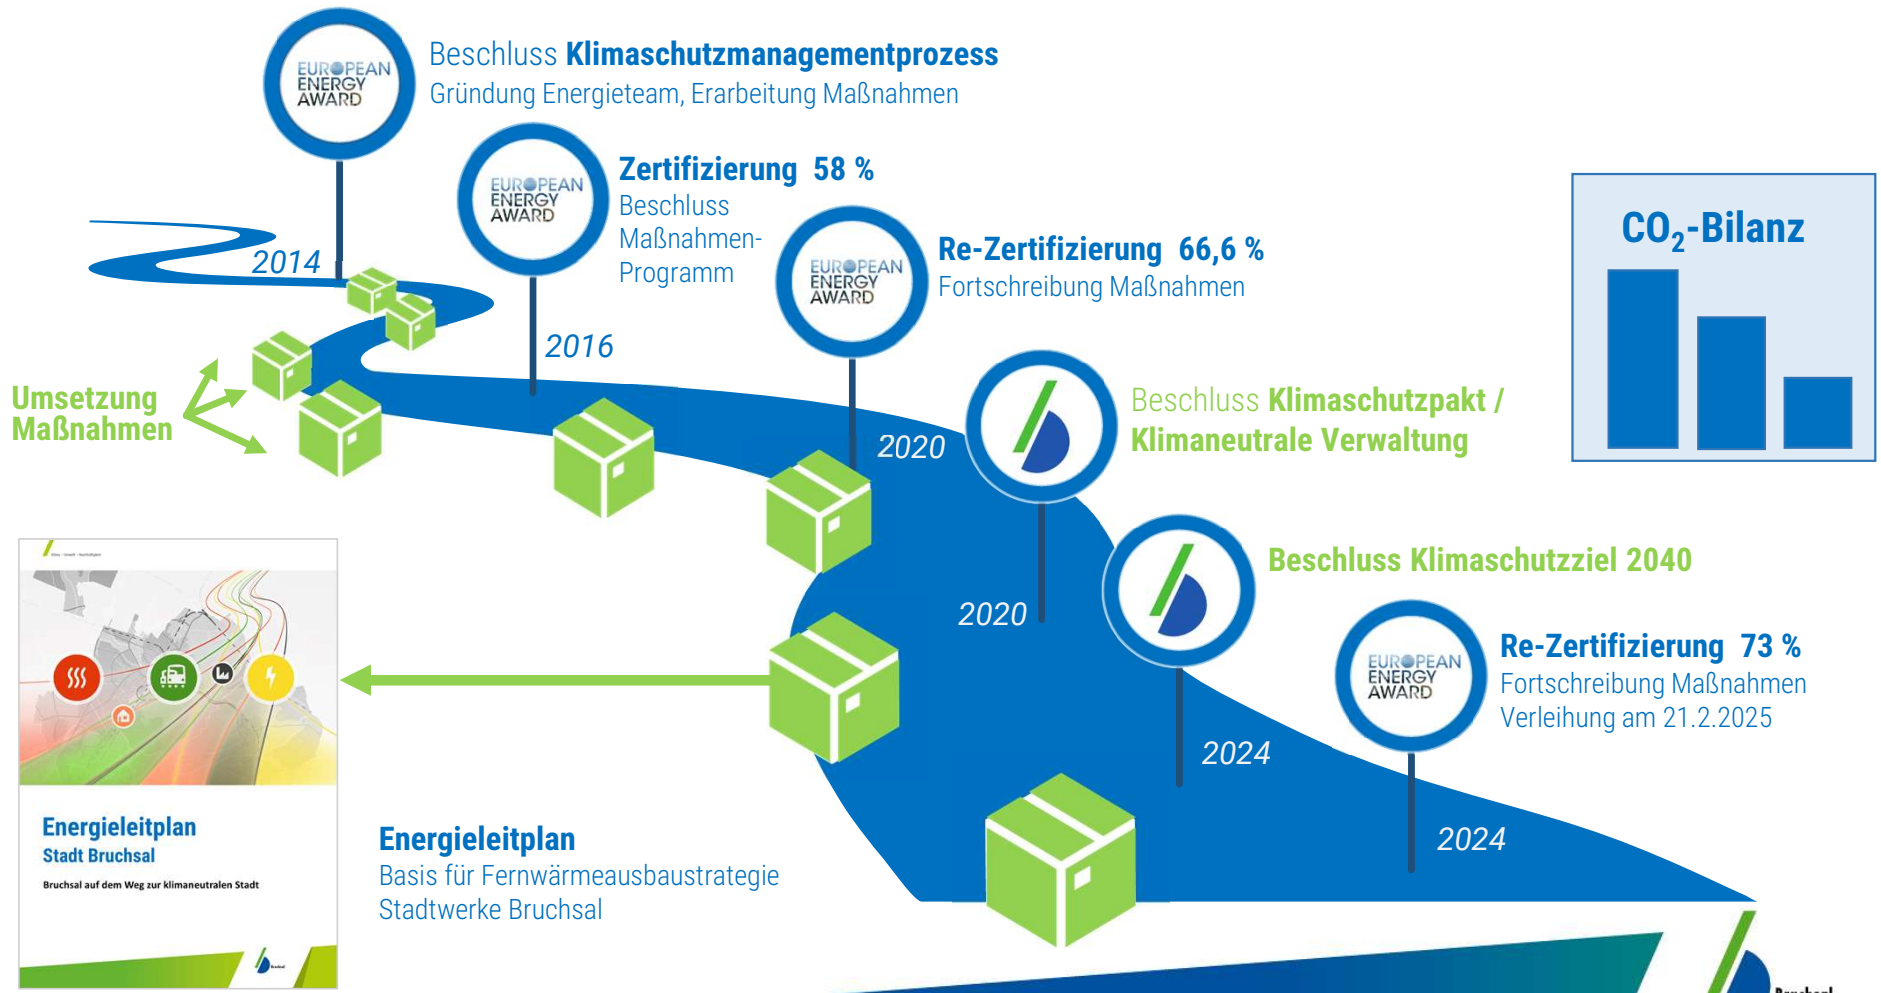 EUROPEAN
ENERGY
AWARD
Beschluss Klimaschutzmanagementprozess
Gründung Energieteam, Erarbeitung Maßnahmen
2014
EUROPEAN
ENERGY
AWARD
Zertifizierung 58 %
Beschluss
Maßnahmen-
Programm
2016
EUROPEAN
ENERGY
AWARD
Re-Zertifizierung 66,6 %
Fortschreibung Maßnahmen
2020
CO₂-Bilanz
Umsetzung
Maßnahmen
Beschluss Klimaschutzpakt /
Klimaneutrale Verwaltung
2020
Beschluss Klimaschutzziel 2040
2024
EUROPEAN
ENERGY
AWARD
Re-Zertifizierung 73 %
Fortschreibung Maßnahmen
Verleihung am 21.2.2025
2024
Energieleitplan
Stadt Bruchsal
Bruchsal auf dem Weg zur klimaneutralen Stadt
Bruchsal
Energieleitplan
Basis für Fernwärmeausbaustrategie
Stadtwerke Bruchsal
Bruchsal